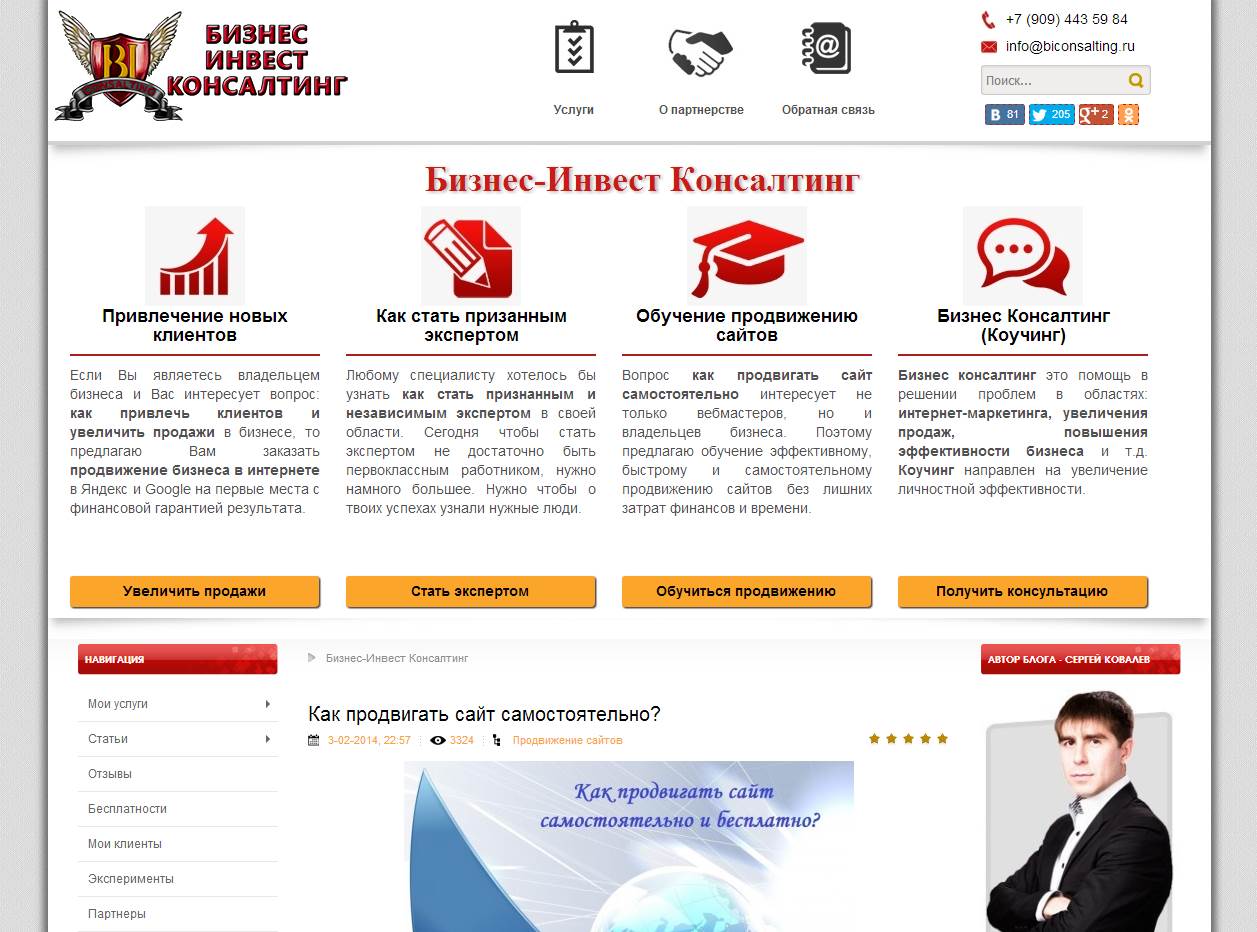 БИЗНЕС
ИНВЕСТ
КОНСАЛТИНГ
BI
CONSALTING
Услуги
О партнерстве
Обратная связь
+7 (909) 443 59 84
info@biconsalting.ru
Поиск...
В 81
205
g+ 2
Бизнес-Инвест Консалтинг
Привлечение новых
клиентов
Если Вы являетесь владельцем
бизнеса и Вас интересует вопрос:
как привлечь клиентов и
увеличить продажи в бизнесе, то
предлагаю Вам заказать
продвижение бизнеса в интернете
в Яндекс и Google на первые места с
финансовой гарантией результата.
Увеличить продажи
Как стать призанным
экспертом
Любому специалисту хотелось бы
узнать как стать признанным и
независимым экспертом в своей
области. Сегодня чтобы стать
экспертом не достаточно быть
первоклассным работником, нужно
намного большее. Нужно чтобы о
твоих успехах узнали нужные люди.
Стать экспертом
Обучение продвижению
сайтов
Вопрос как продвигать сайт
самостоятельно интересует не
только вебмастеров, но и
владельцев бизнеса. Поэтому
предлагаю обучение эффективному,
быстрому и самостоятельному
продвижению сайтов без лишних
затрат финансов и времени.
Обучиться продвижению
Бизнес Консалтинг
(Коучинг)
Бизнес консалтинг это помощь в
решении проблем в областях:
интернет-маркетинга, увеличения
продаж, повышения
эффективности бизнеса и т.д.
Коучинг направлен на увеличение
личностной эффективности.
Получить консультацию
НАВИГАЦИЯ
Мои услуги
Статьи
Отзывы
Бесплатности
Мои клиенты
Эксперименты
Партнеры
Бизнес-Инвест Консалтинг
Как продвигать сайт самостоятельно?
3-02-2014, 22:57 3324 Продвижение сайтов
Как продвигать сайт
самостоятельно и бесплатно?
АВТОР БЛОГА - СЕРГЕЙ КОВАЛЕВ